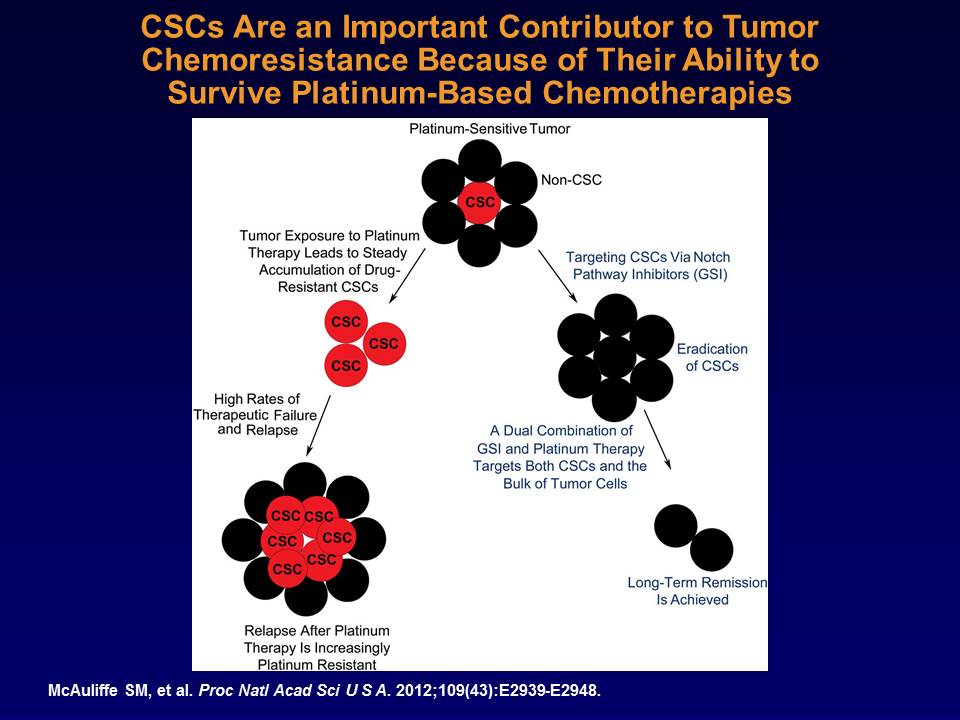 CSCs Are an Important Contributor to Tumor
Chemoresistance Because of Their Ability to
Survive Platinum-Based Chemotherapies
Platinum-Sensitive Tumor
Non-CSC
CSC
Tumor Exposure to Platinum
Therapy Leads to Steady
Accumulation of Drug-
Resistant CSCs
Targeting CSCs Via Notch
Pathway Inhibitors (GSI)
CSC
CSC
CSC
Eradication
of CSCs
High Rates of
Therapeutic Failure
and Relapse
A Dual Combination of
GSI and Platinum Therapy
Targets Both CSCs and the
Bulk of Tumor Cells
CSC
CSC
CSC
CSC
CSC
CSC
Long-Term Remission
Is Achieved
Relapse After Platinum
Therapy Is Increasingly
Platinum Resistant
McAuliffe SM, et al. Proc Natl Acad Sci U S A. 2012;109(43):E2939-E2948.